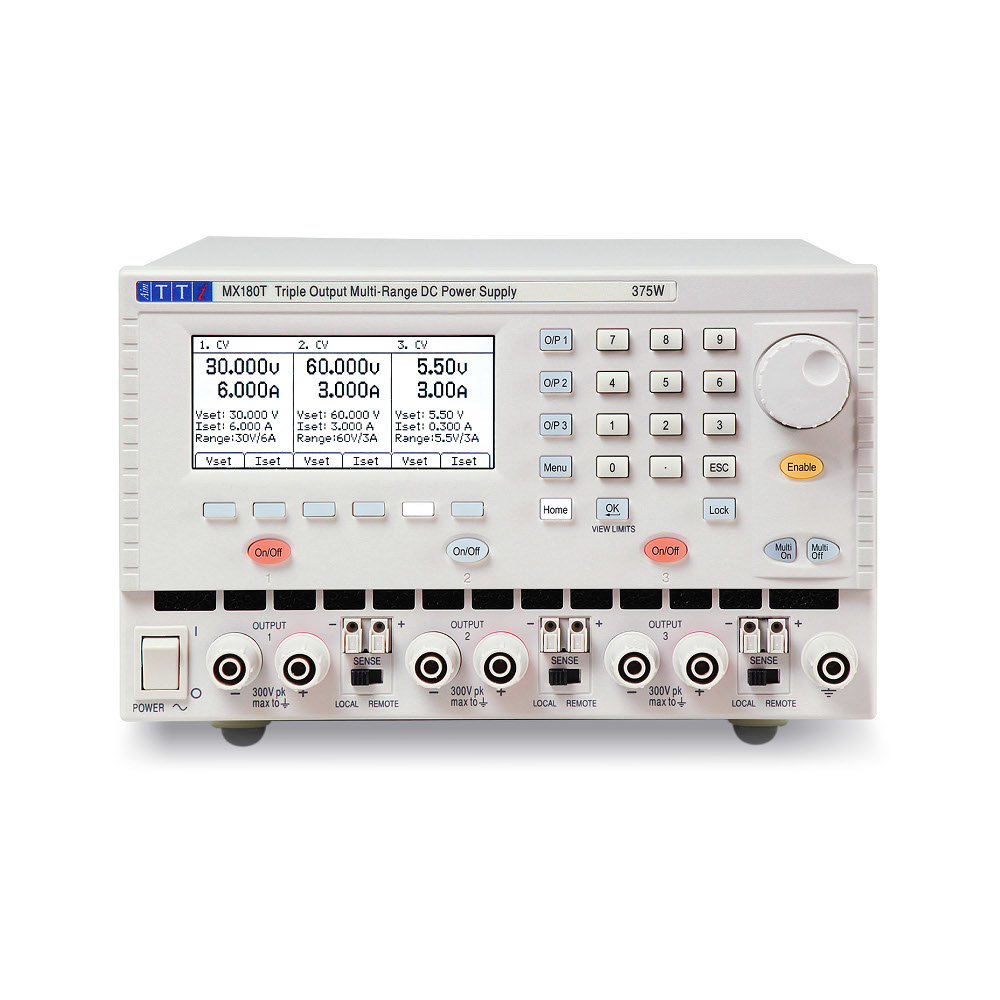 Aim TTi MX180T Triple Output Multi-Range DC Power Supply 375W
1. CV 2. CV 3. CV
30.000V 60.000V 5.50V
6.000A 3.000A 3.00A
Vset: 30.000 V Vset: 60.000 V Vset: 5.50 V
Iset: 6.000 A Iset: 3.000 A Iset: 0.300 A
Range:30V/6A Range:60V/3A Range:5.5V/3A
Vset Iset Vset Iset Vset Iset
O/P 1 7 8 9
O/P 2 4 5 6
O/P 3 1 2 3
Menu 0 . ESC
Enable
Home OK Lock
VIEW LIMITS
On/Off On/Off On/Off
1 2 3
Multi On Multi Off
I
OUTPUT 1 - + OUTPUT 2 - + OUTPUT 3 - +
SENSE SENSE SENSE
O
- 300V pk max to + - 300V pk max to + - 300V pk max to +
LOCAL REMOTE LOCAL REMOTE LOCAL REMOTE
POWER